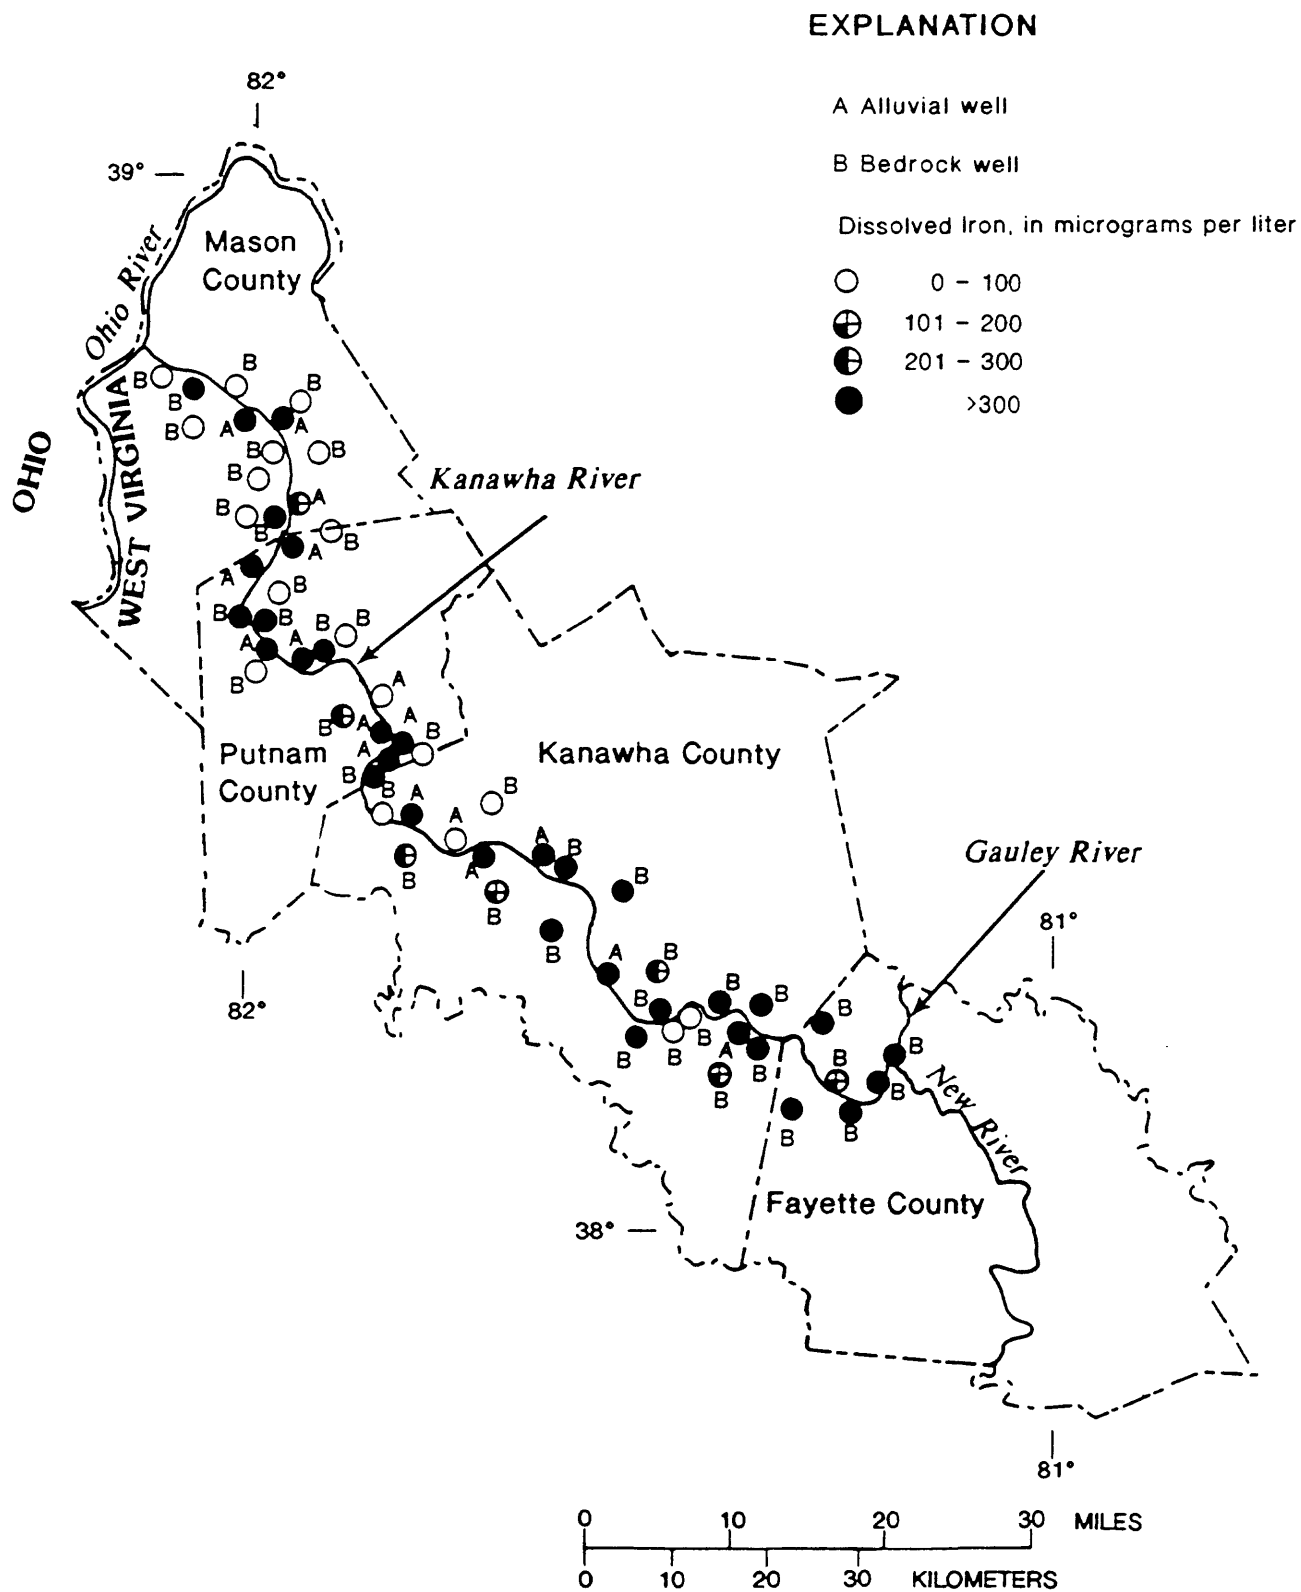 EXPLANATION
A Alluvial well
B Bedrock well
Dissolved Iron, in micrograms per liter
0 - 100
101 - 200
201 - 300
>300
82°
39°
Mason
County
Ohio River
OHIO
WEST VIRGINIA
Kanawha River
B
B
B
B
B
A
A
B
B
B
B
B
A
B
A
A
B
B
B
A
A
B
B
B
A
B
A
A
B
A
B
B
Putnam
County
Kanawha County
A
A
B
B
A
B
A
B
B
B
A
B
B
B
B
B
B
B
A
B
B
B
B
B
B
B
B
B
Gauley River
81°
82°
New River
Fayette County
38°
81°
0 10 20 30 MILES
0 10 20 30 KILOMETERS